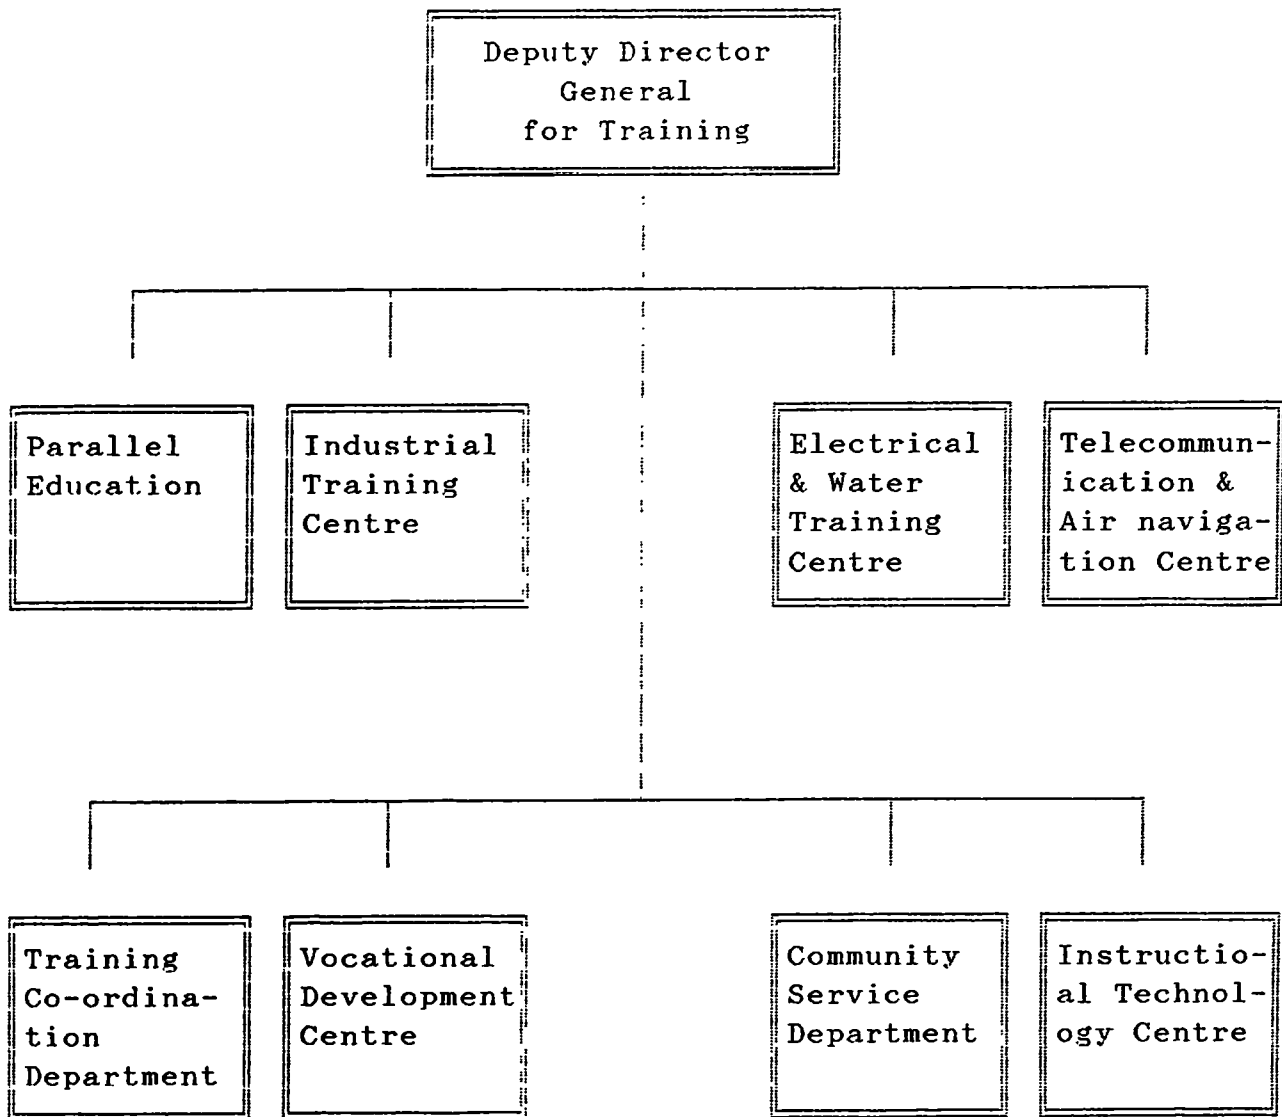 Deputy Director
General
for Training
Parallel
Education
Industrial
Training
Centre
Electrical
& Water
Training
Centre
Telecommun-
ication &
Air naviga-
tion Centre
Training
Co-ordina-
tion
Department
Vocational
Development
Centre
Community
Service
Department
Instructio-
al Technol-
ogy Centre